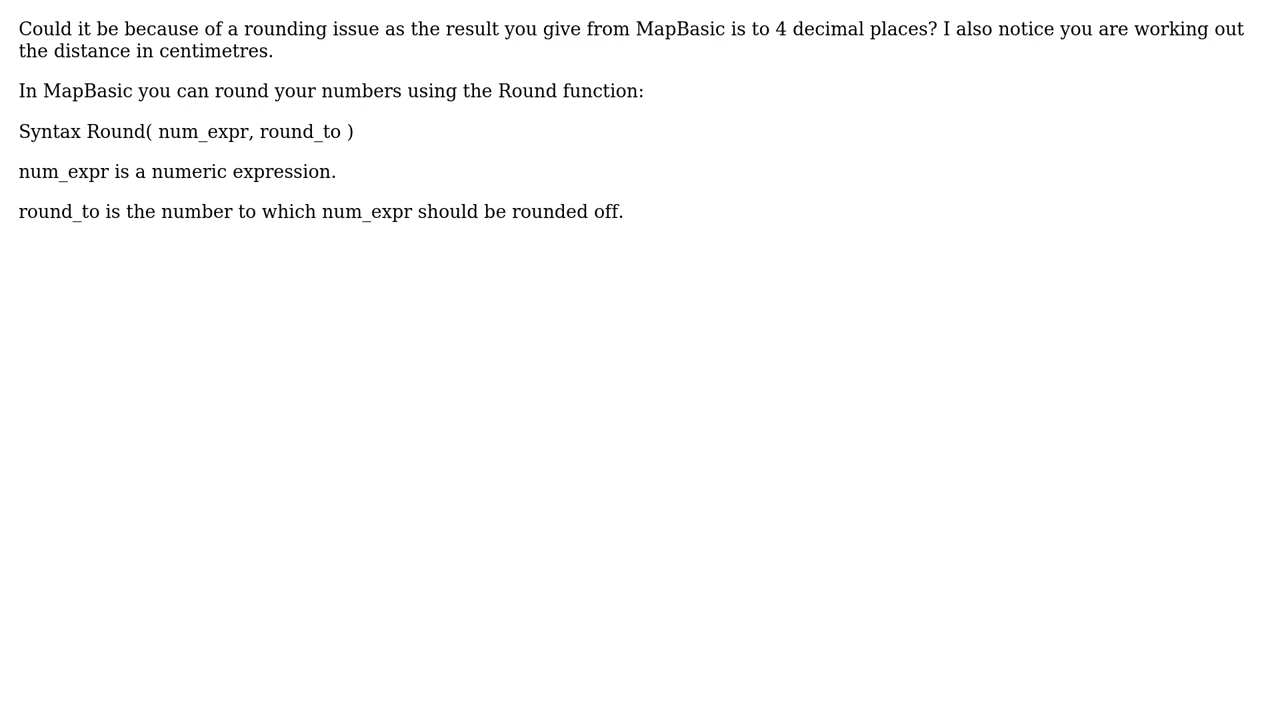 Could it be because of a rounding issue as the result you give from MapBasic is to 4 decimal places? I also notice you are working out
the distance in centimetres.
In MapBasic you can round your numbers using the Round function:
Syntax Round( num_expr, round_to )
num_expr is a numeric expression.
round_to is the number to which num_expr should be rounded off.